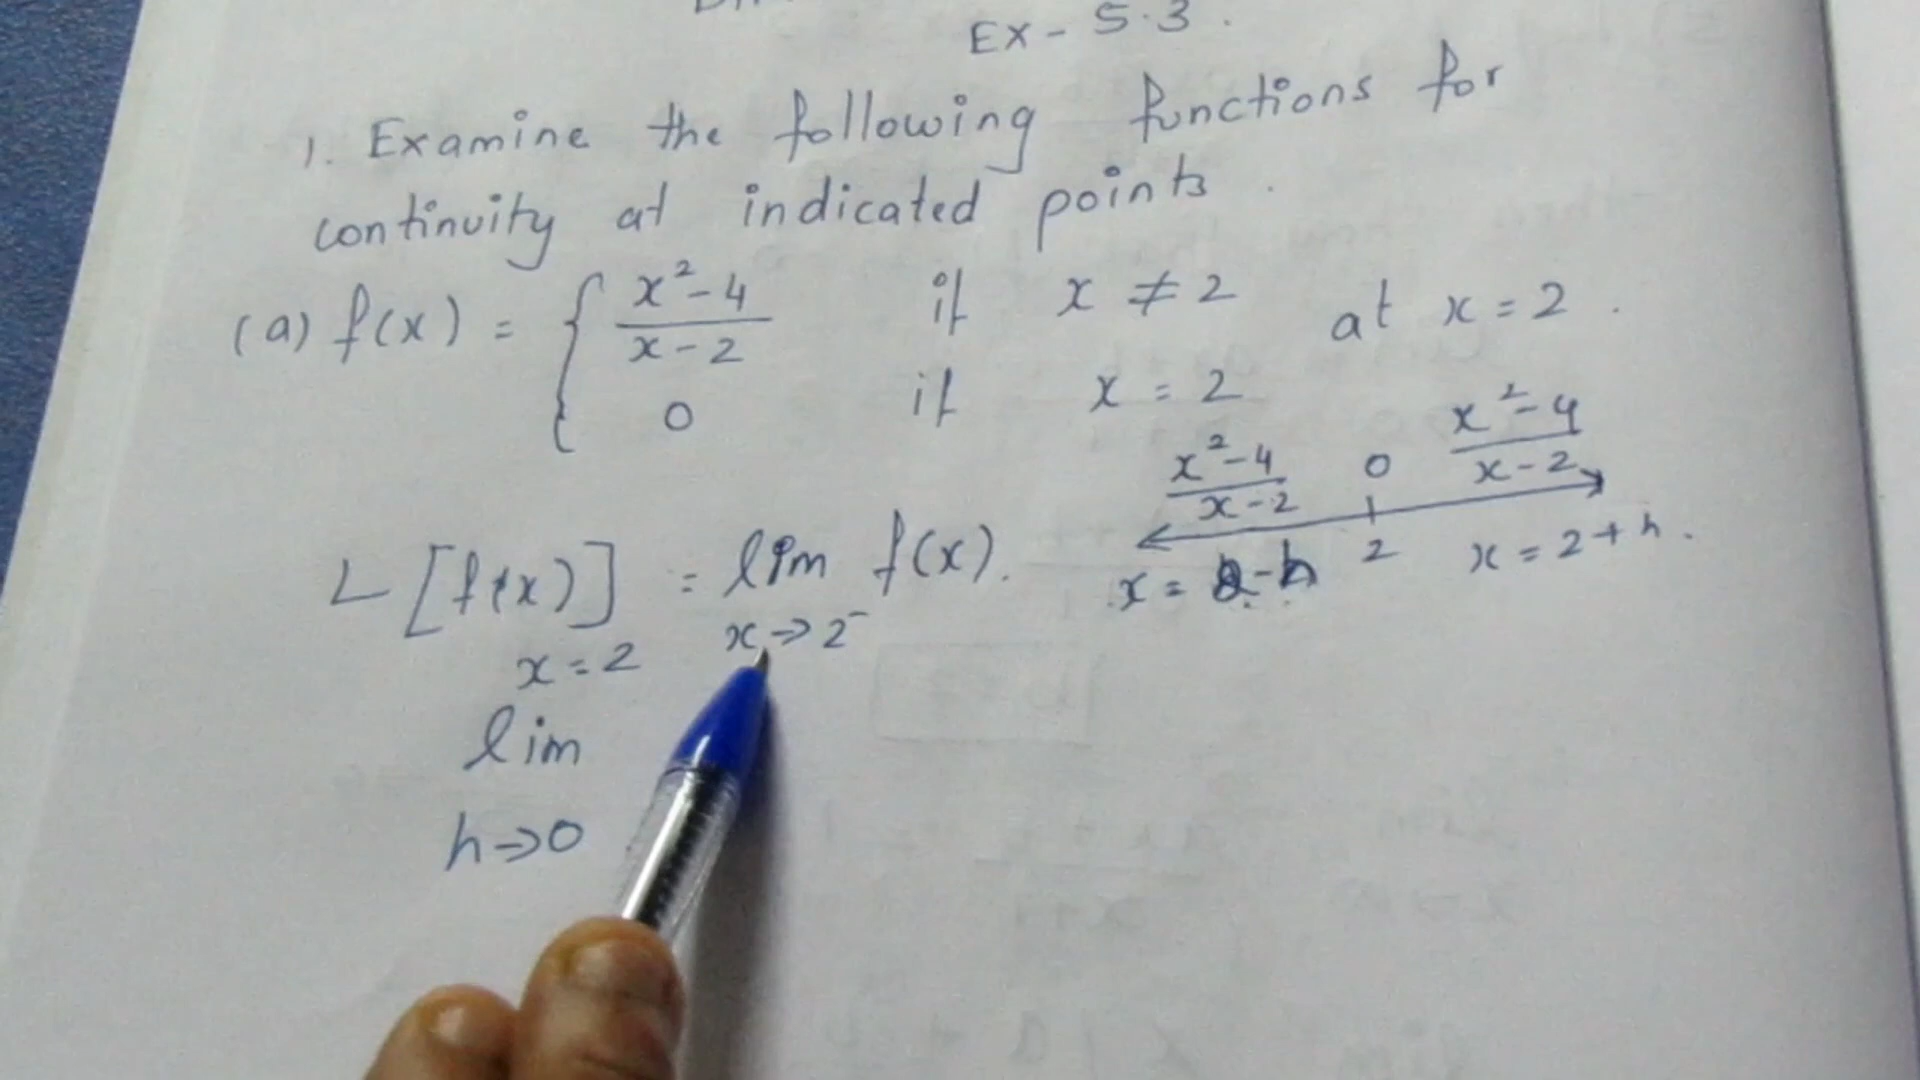 Ex - 5.3.
1. Examine the following functions for
continuity at indicated points.
(a) f(x) = { x²-4 / x-2 if x ≠ 2 at x = 2.
0 if x = 2
x²-4 / x-2 0 x²-4 / x-2
x = 2-h 2 x = 2+h.
L [f(x)] = lim f(x).
x = 2 x→2⁻
lim
h→0